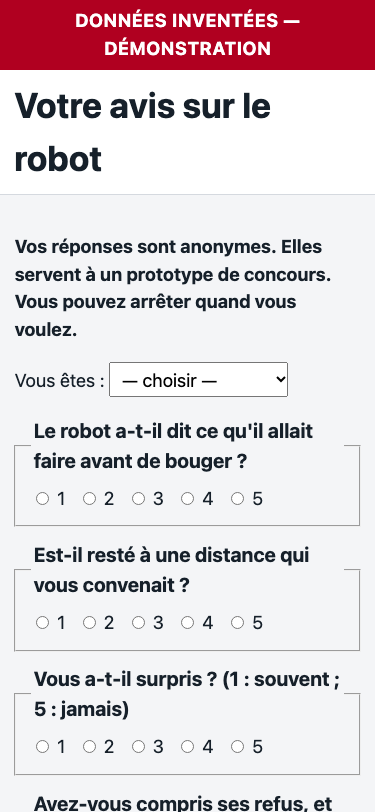 DONNÉES INVENTÉES —
DÉMONSTRATION
Votre avis sur le
robot
Vos réponses sont anonymes. Elles
servent à un prototype de concours.
Vous pouvez arrêter quand vous
voulez.
Vous êtes : — choisir —
Le robot a-t-il dit ce qu'il allait
faire avant de bouger ?
1 2 3 4 5
Est-il resté à une distance qui
vous convenait ?
1 2 3 4 5
Vous a-t-il surpris ? (1 : souvent ;
5 : jamais)
1 2 3 4 5
Avez-vous compris ses refus, et